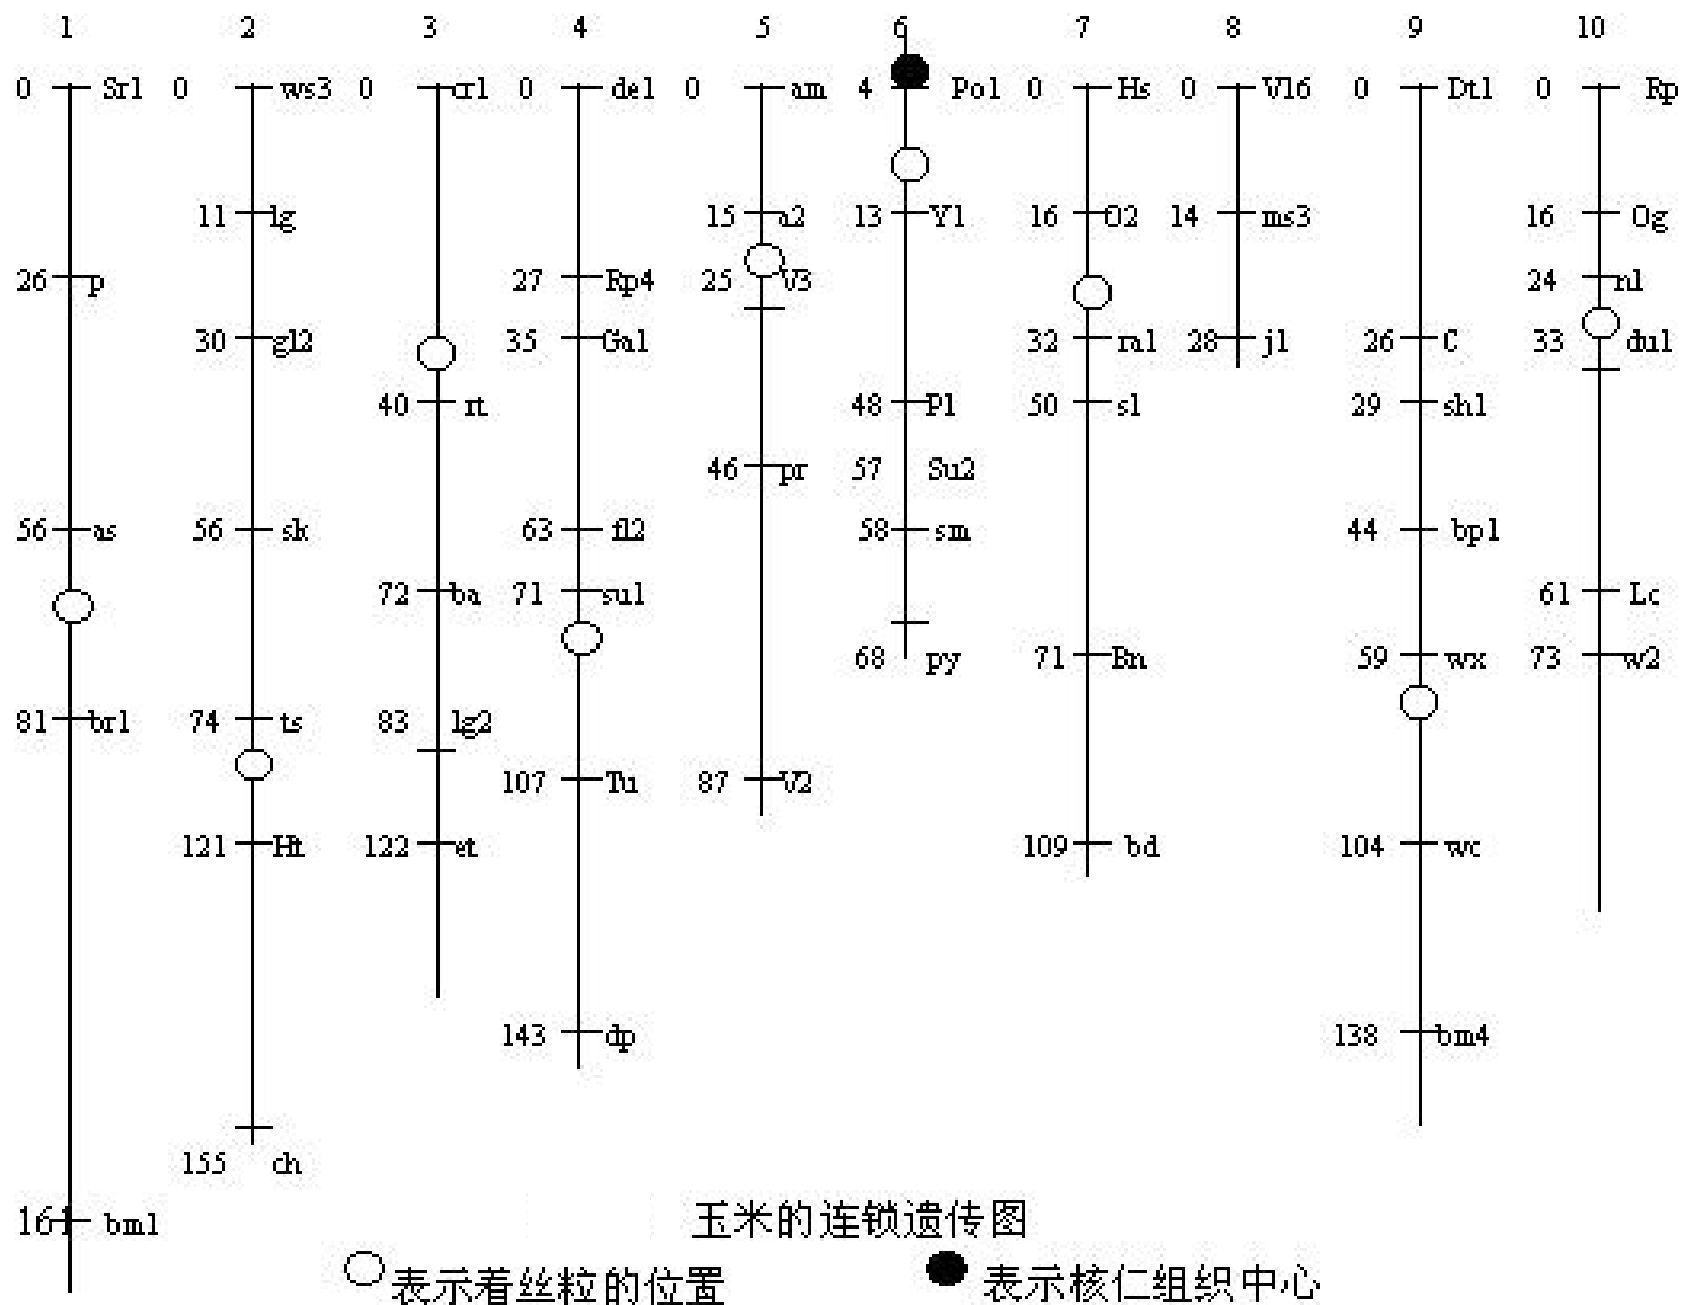 1 2 3 4 5 6 7 8 9 10
0 Sr1 0 ws3 0 cr1 0 de1 0 am 4 Po1 0 Hs 0 V16 0 Dt1 0 Rp
11 lg 15 a2 13 Y1 16 O2 14 ms3 16 Og
26 p 27 Rp4 25 V3 24 nl
30 gl2 35 Ga1 32 ra1 28 j1 26 C 33 du1
40 rt 48 P1 50 sl 29 sh1
46 pr 57 Su2
56 as 56 sk 63 fl2 58 sm 44 bp1
72 ba 71 su1 61 Lc
68 py 71 Bn 59 wx 73 w2
81 br1 74 ts 83 lg2
107 Tu 87 V2
121 Ht 122 et 109 bd 104 wc
143 dp 138 bm4
155 ch
161 bm1
玉米的连锁遗传图
表示着丝粒的位置 表示核仁组织中心